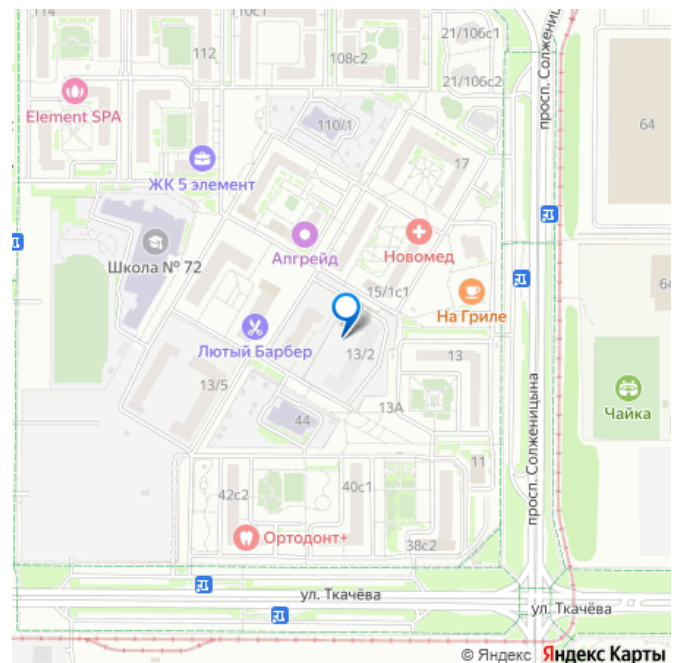 114
110с1
21/106с1
112
108с2
21/106с2
просп. Солженицына
64
Element SPA
110/1
17
ЖК 5 элемент
Школа № 72
Апгрейд
Новомед
15/1с1
64
На Гриле
Лютый Барбер
13/2
13
13/5
13А
Чайка
44
просп. Солженицына
11
42с2
40с1
Ортодонт+
38с2
ул. Ткачёва
ул. Ткачёва
© Яндекс Яндекс Карты